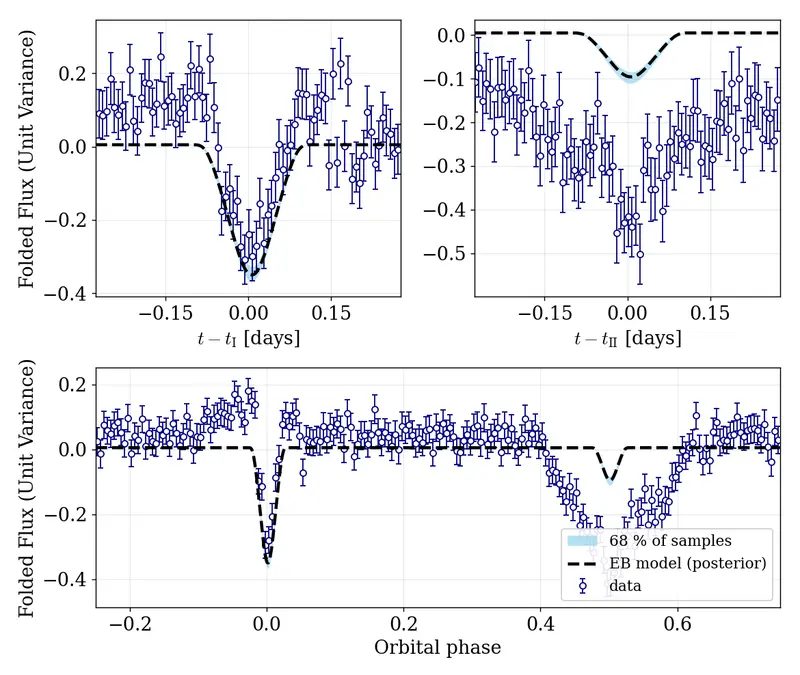 Folded Flux (Unit Variance)
0.2
0.0
−0.2
−0.4
−0.15 0.00 0.15
t − t_I [days]
0.0
−0.1
−0.2
−0.3
−0.4
−0.5
−0.15 0.00 0.15
t − t_II [days]
Folded Flux (Unit Variance)
0.2
0.0
−0.2
−0.4
68 % of samples
EB model (posterior)
data
−0.2 0.0 0.2 0.4 0.6
Orbital phase